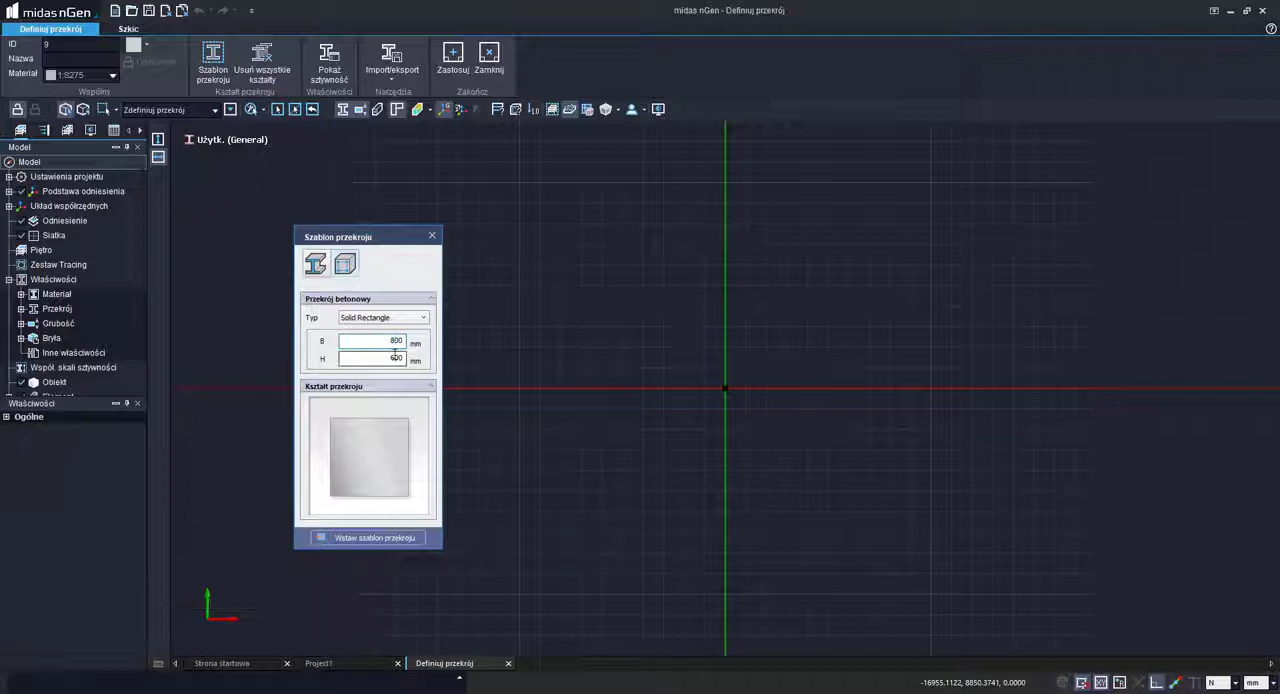 midas nGen
midas nGen - Definiuj przekrój
Definiuj przekrój
Szkic
ID
9
Nazwa
Materiał
1:S275
Wspólny
Szablon przekroju
Usuń wszystkie kształty
Kształt przekroju
Pokaż sztywność
Właściwości
Import/eksport
Narzędzia
Zastosuj
Zamknij
Zakończ
Zdefiniuj przekrój
Model
Model
Ustawienia projektu
Podstawa odniesienia
Układ współrzędnych
Odniesienie
Siatka
Piętro
Zestaw Tracing
Właściwości
Materiał
Przekrój
Grubość
Bryła
Inne właściwości
Współ. skali sztywności
Obiekt
Właściwości
Ogólne
Użytk. (General)
Szablon przekroju
Przekrój betonowy
Typ
Solid Rectangle
B
800
mm
H
600
mm
Kształt przekroju
Wstaw szablon przekroju
Strona startowa
Project1
Definiuj przekrój
-16955.1122, 8850.3741, 0.0000
N
mm